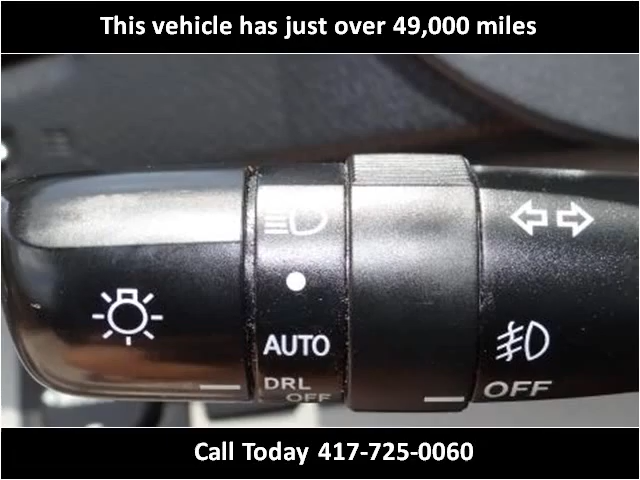 This vehicle has just over 49,000 miles
AUTO
DRL
OFF
OFF
Call Today 417-725-0060